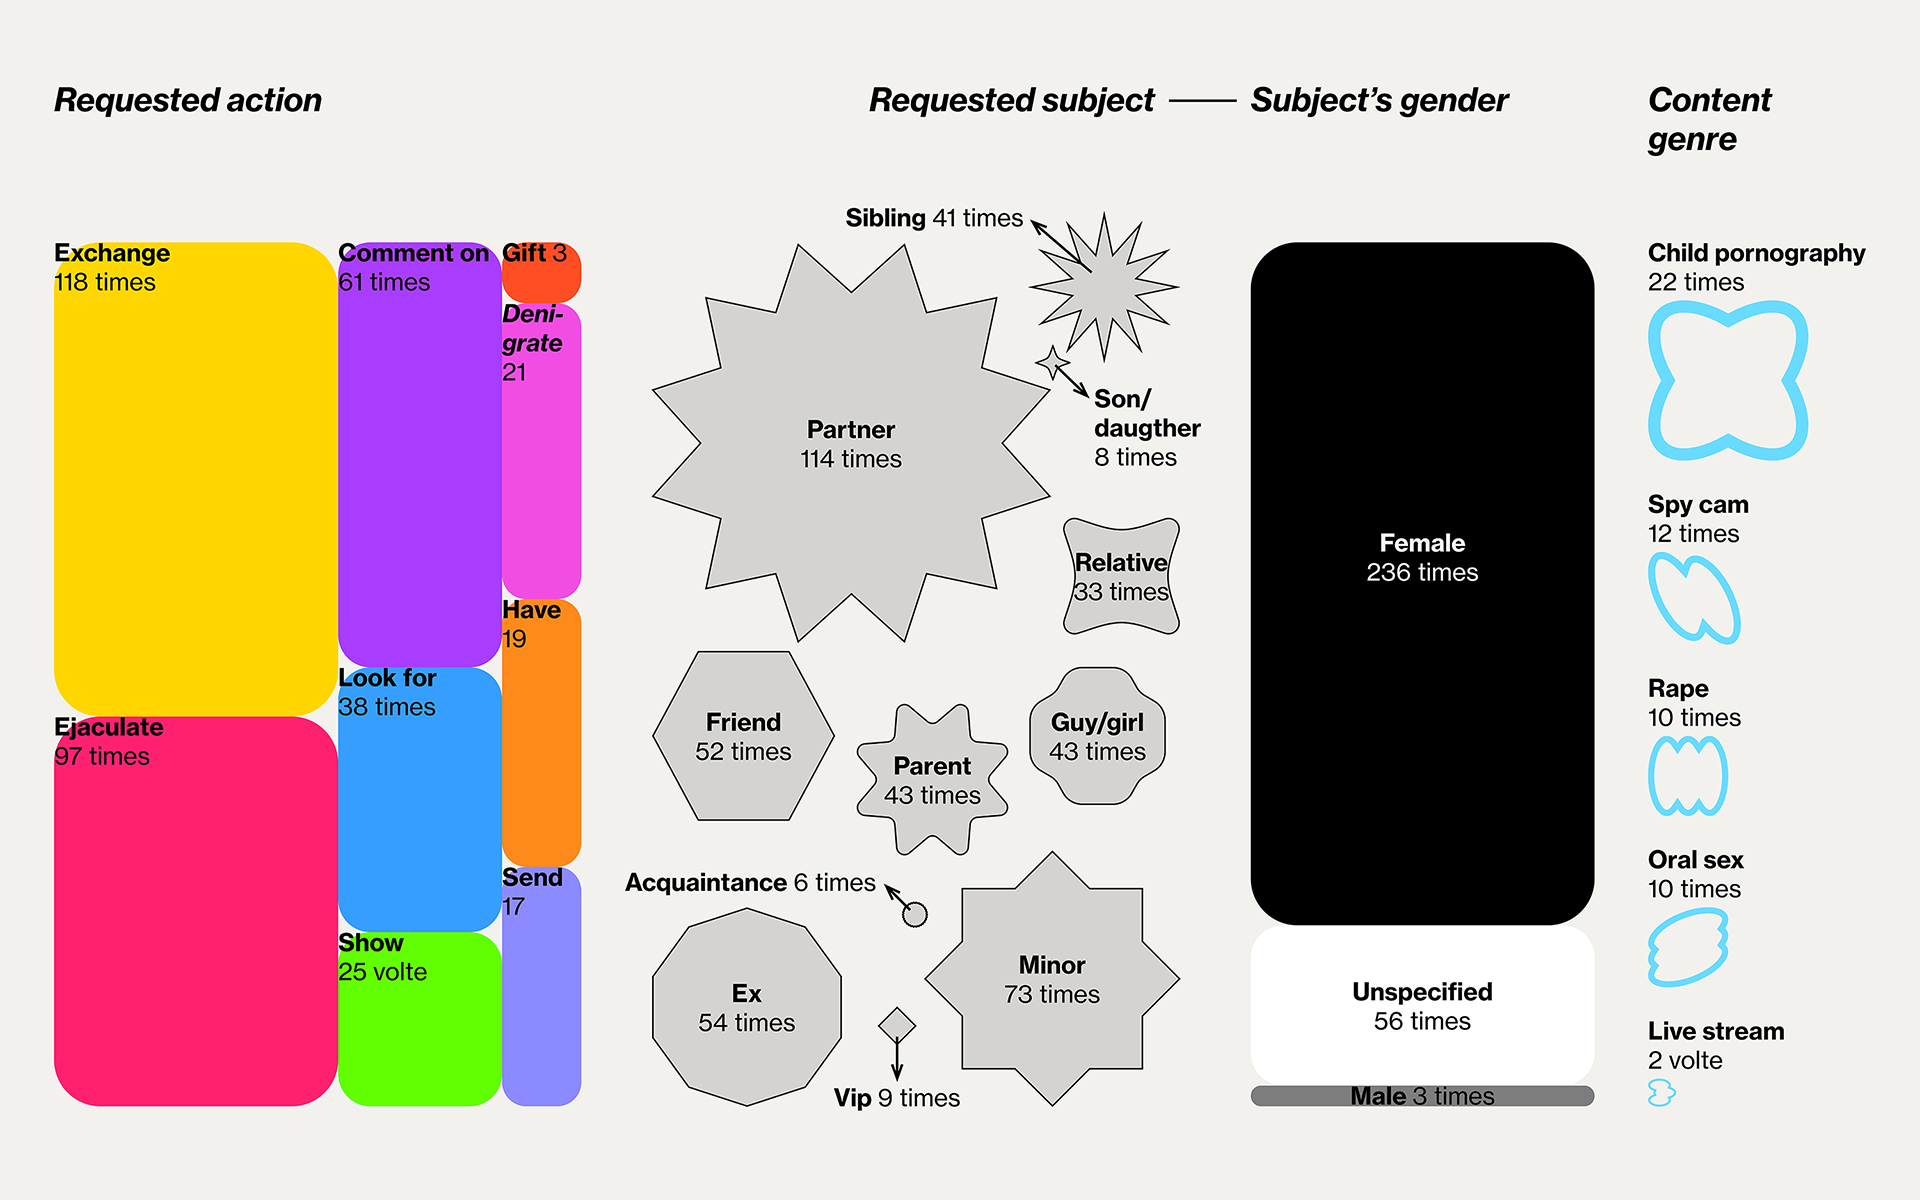 Requested action
Requested subject
Subject's gender
Content
genre
Exchange
118 times
Ejaculate
97 times
Comment on
61 times
Look for
38 times
Show
25 volte
Gift 3
Deni-
grate
21
Have
19
Send
17
Sibling 41 times
Partner
114 times
Son/
daugther
8 times
Relative
33 times
Friend
52 times
Parent
43 times
Guy/girl
43 times
Acquaintance 6 times
Ex
54 times
Minor
73 times
Vip 9 times
Female
236 times
Unspecified
56 times
Male 3 times
Child pornography
22 times
Spy cam
12 times
Rape
10 times
Oral sex
10 times
Live stream
2 volte